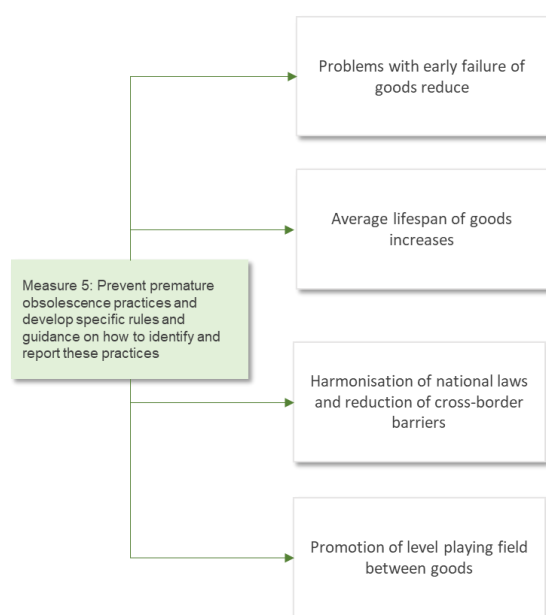 Problems with early failure of
goods reduce
Average lifespan of goods
increases
Measure 5: Prevent premature
obsolescence practices and
develop specific rules and
guidance on how to identify and
report these practices
Harmonisation of national laws
and reduction of cross-border
barriers
Promotion of level playing field
between goods